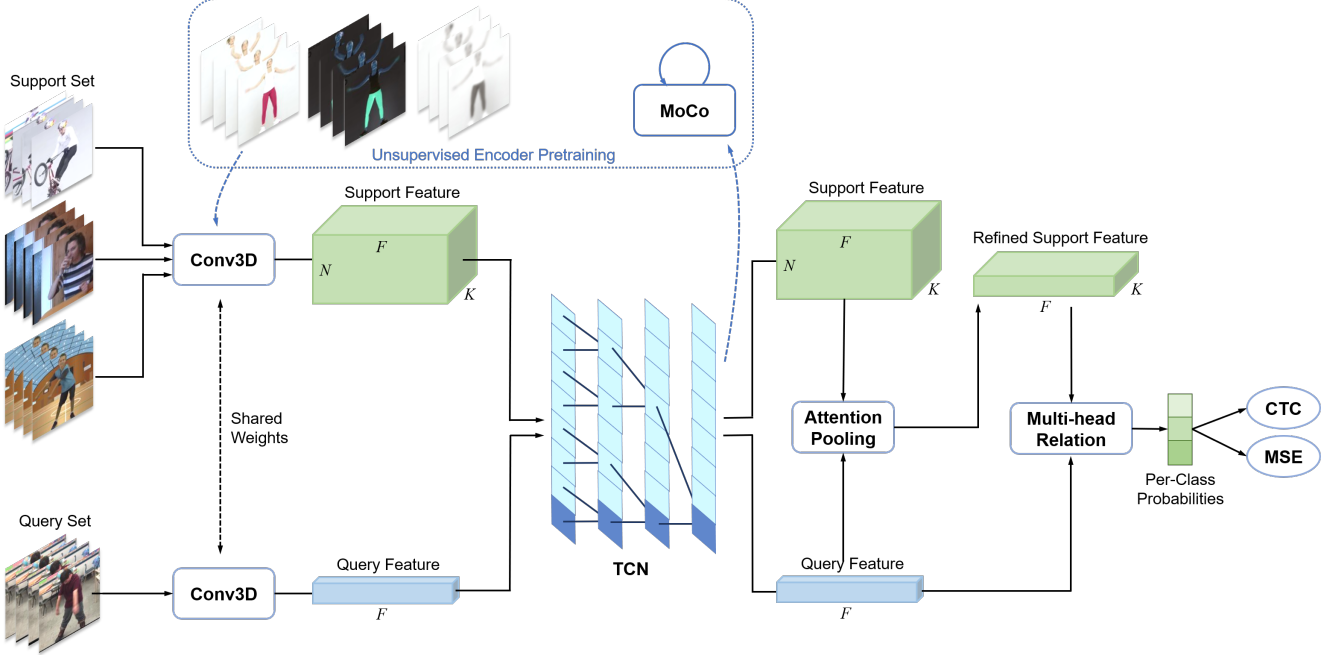 Support Set
MoCo
Unsupervised Encoder Pretraining
Support Feature
F
N
K
Conv3D
Support Feature
F
N
K
Refined Support Feature
F
K
Shared
Weights
Attention
Pooling
Multi-head
Relation
CTC
MSE
Per-Class
Probabilities
Query Set
Conv3D
Query Feature
F
TCN
Query Feature
F